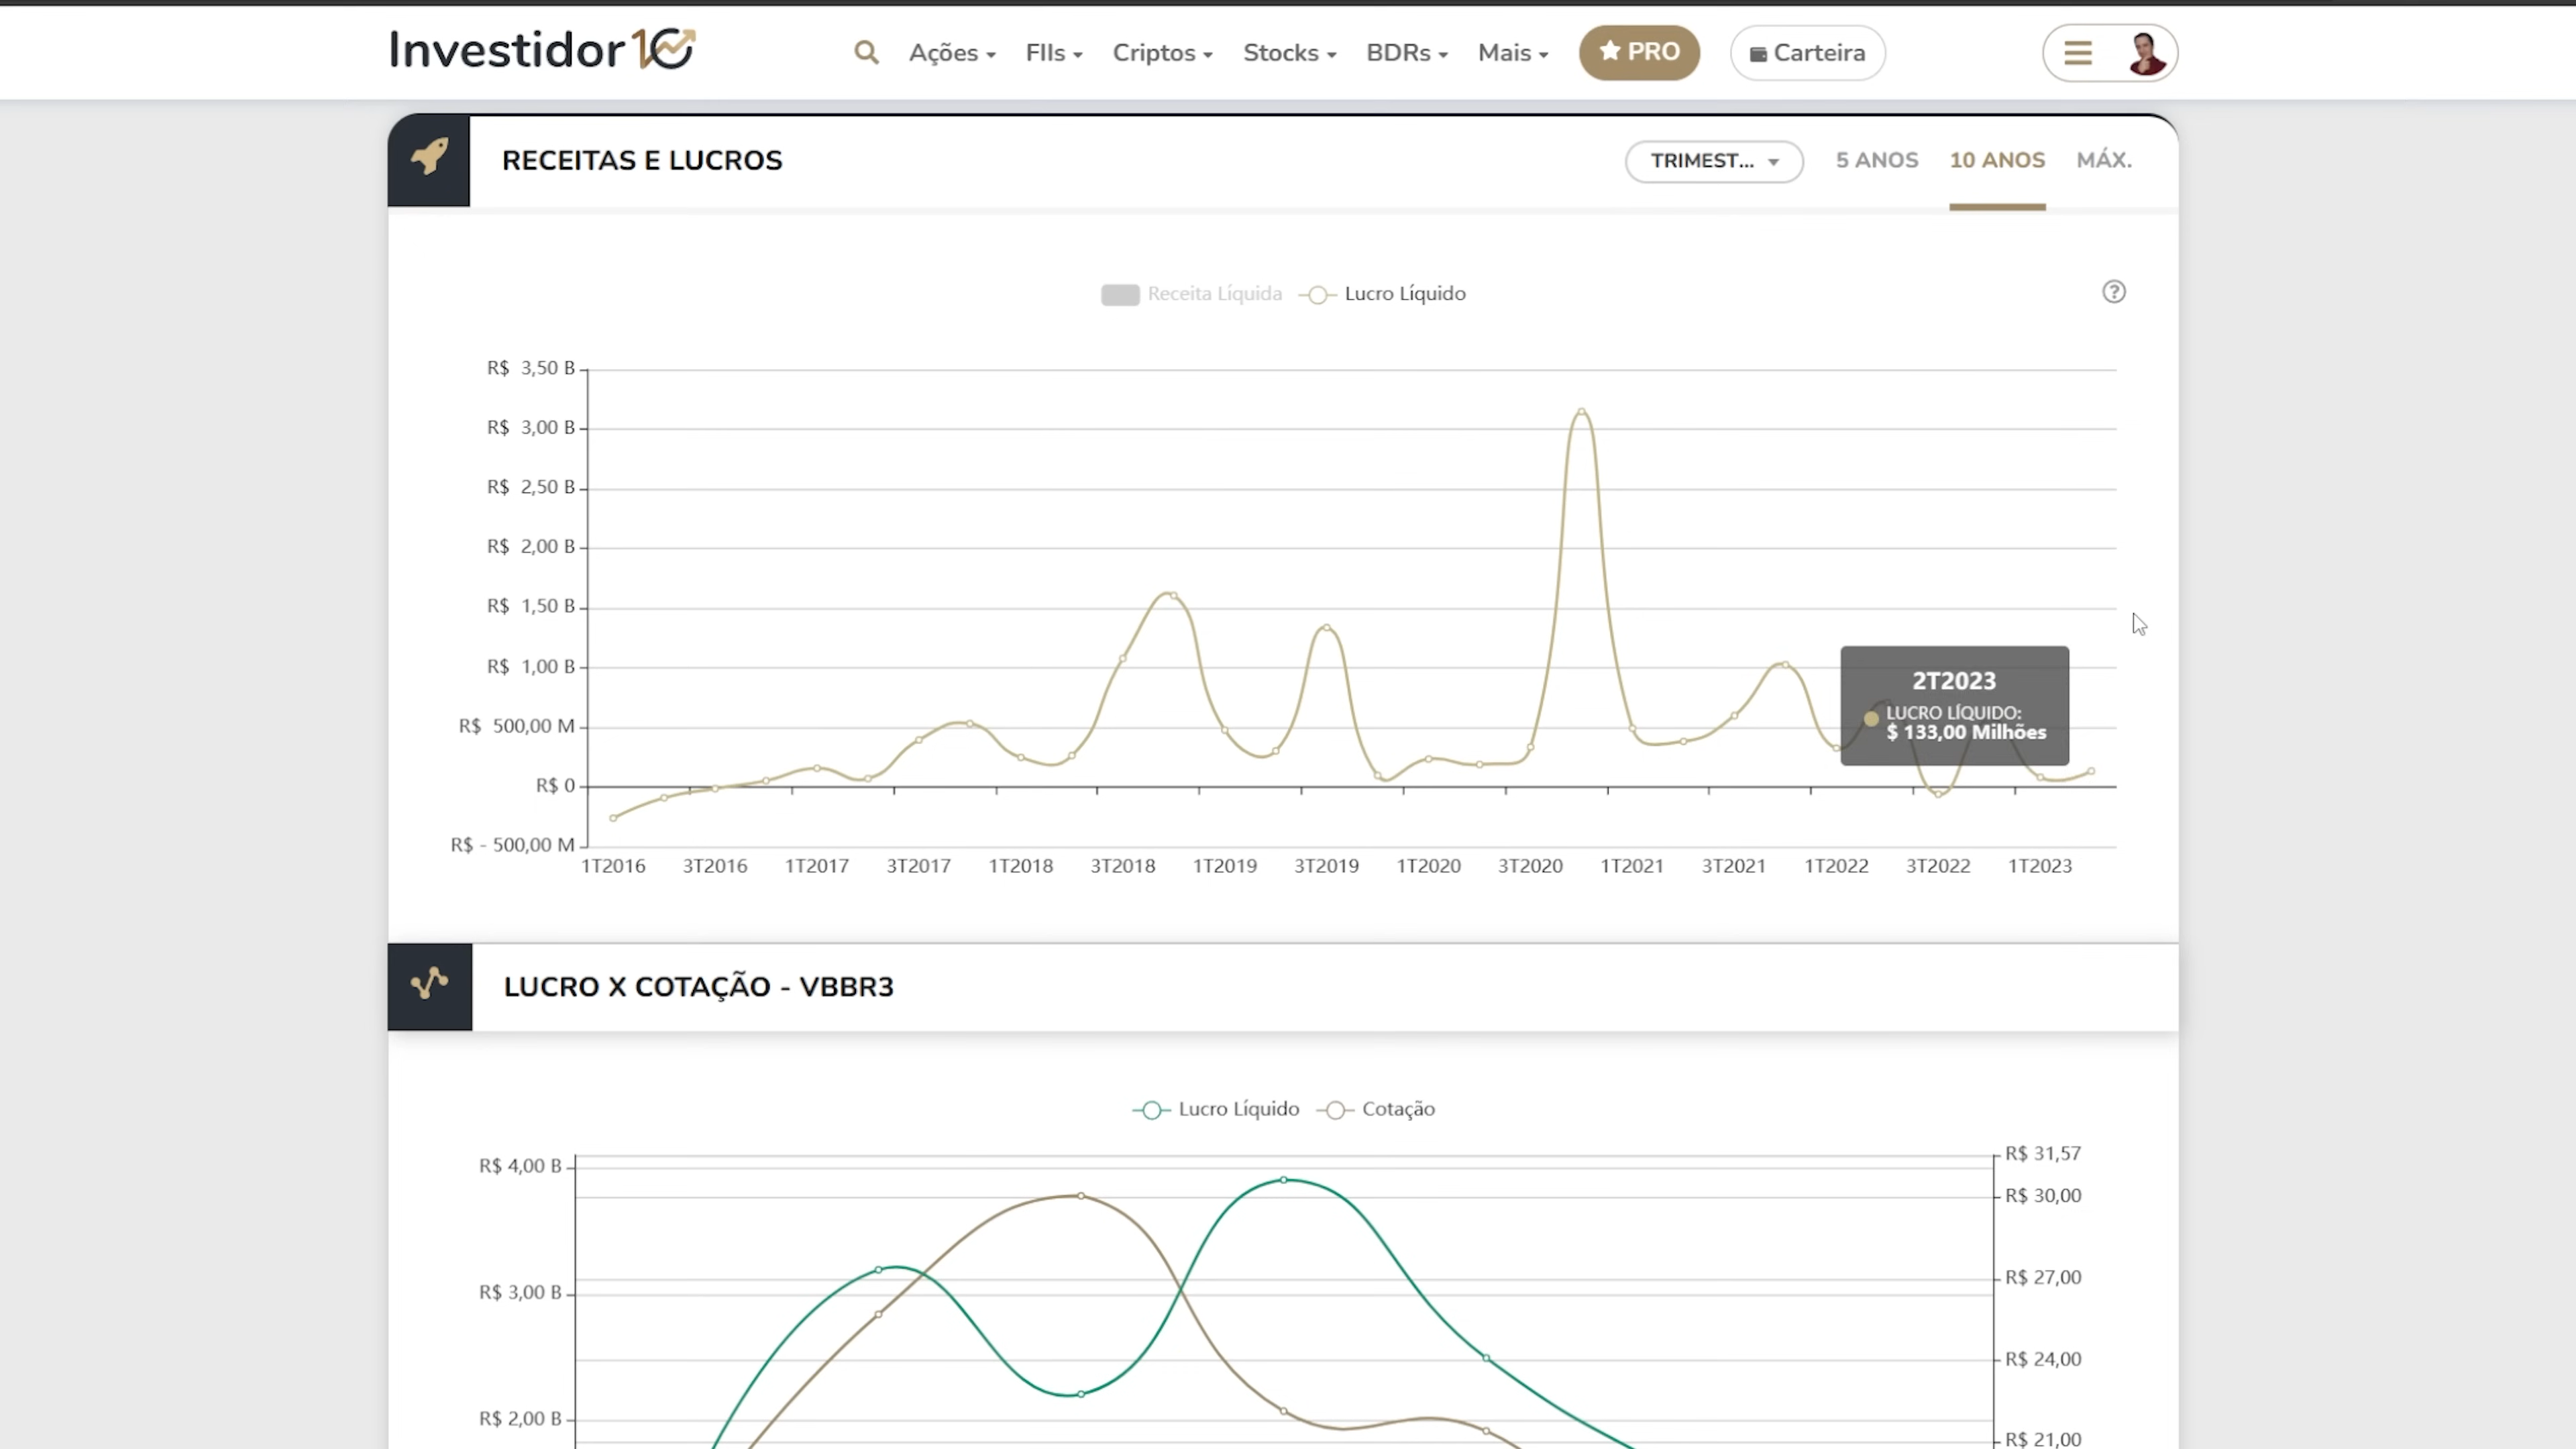 Investidor10
Ações FIIs Criptos Stocks BDRs Mais PRO Carteira
RECEITAS E LUCROS
TRIMEST... 5 ANOS 10 ANOS MÁX.
Receita Líquida Lucro Líquido
?
R$ 3,50 B
R$ 3,00 B
R$ 2,50 B
R$ 2,00 B
R$ 1,50 B
R$ 1,00 B
R$ 500,00 M
R$ 0
R$ - 500,00 M
2T2023
LUCRO LÍQUIDO:
$ 133,00 Milhões
1T2016 3T2016 1T2017 3T2017 1T2018 3T2018 1T2019 3T2019 1T2020 3T2020 1T2021 3T2021 1T2022 3T2022 1T2023
LUCRO X COTAÇÃO - VBBR3
Lucro Líquido Cotação
R$ 4,00 B
R$ 3,00 B
R$ 2,00 B
R$ 31,57
R$ 30,00
R$ 27,00
R$ 24,00
R$ 21,00